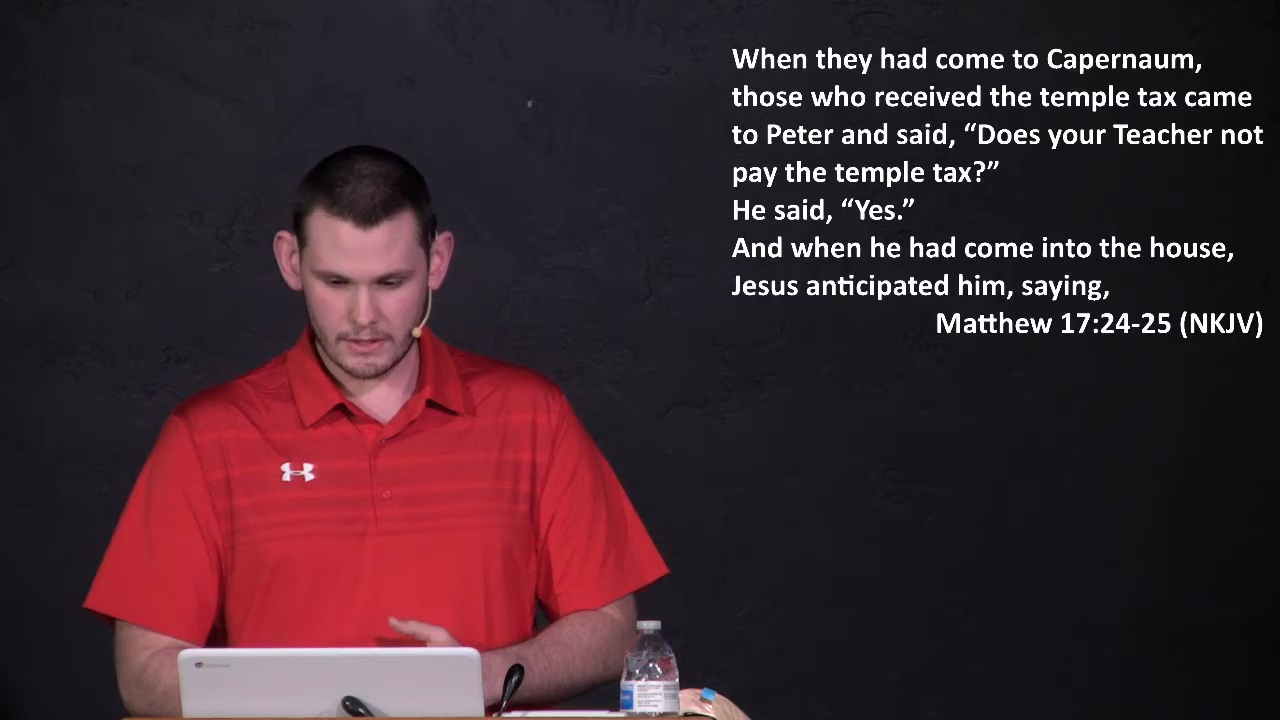 When they had come to Capernaum,
those who received the temple tax came
to Peter and said, “Does your Teacher not
pay the temple tax?”
He said, “Yes.”
And when he had come into the house,
Jesus anticipated him, saying,
Matthew 17:24-25 (NKJV)